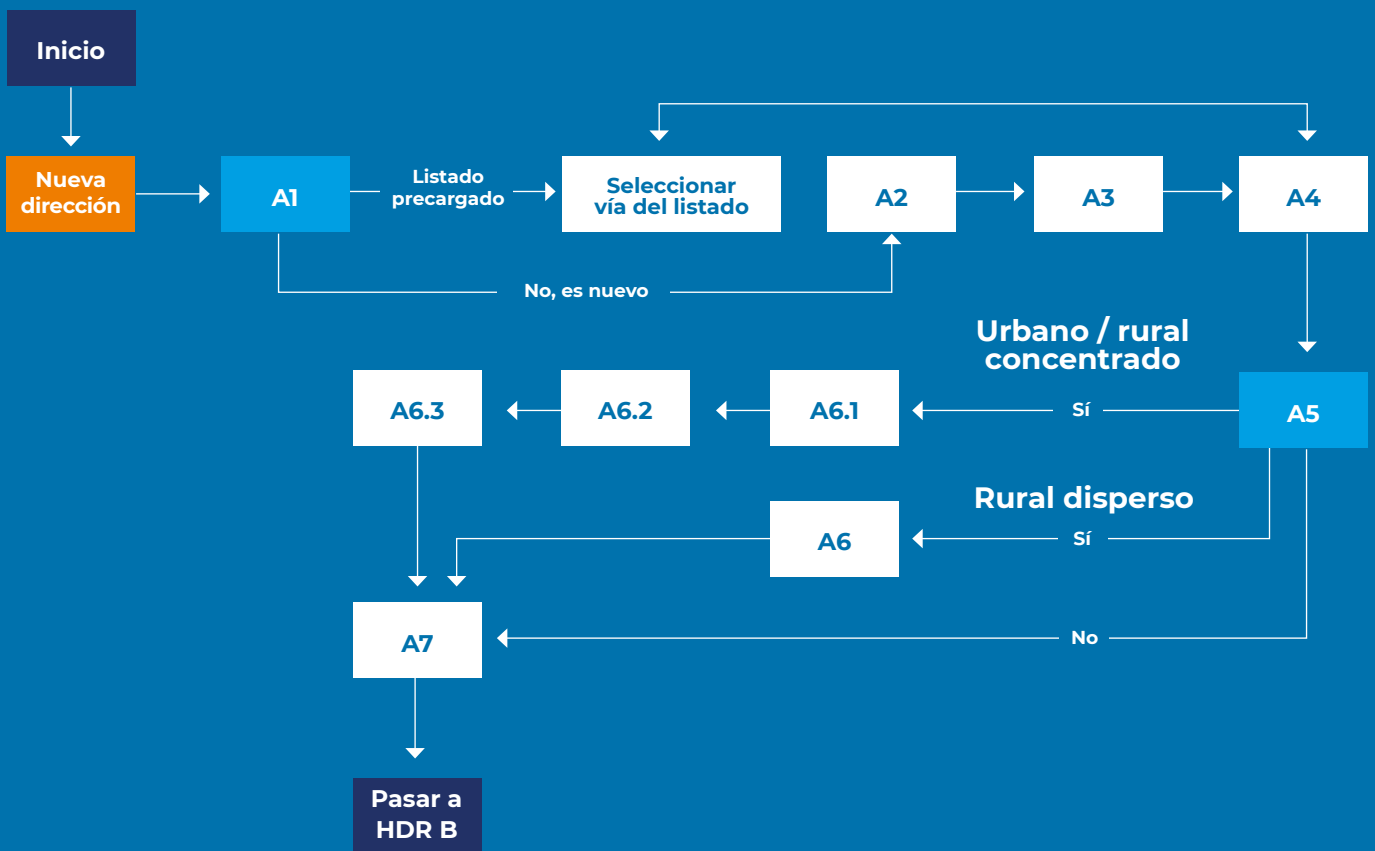 Inicio
Nueva
dirección
A1
Listado
precargado
Seleccionar
vía del listado
A2
A3
A4
No, es nuevo
Urbano / rural
concentrado
A6.3
A6.2
A6.1
Sí
A5
Rural disperso
A6
Sí
A7
No
Pasar a
HDR B